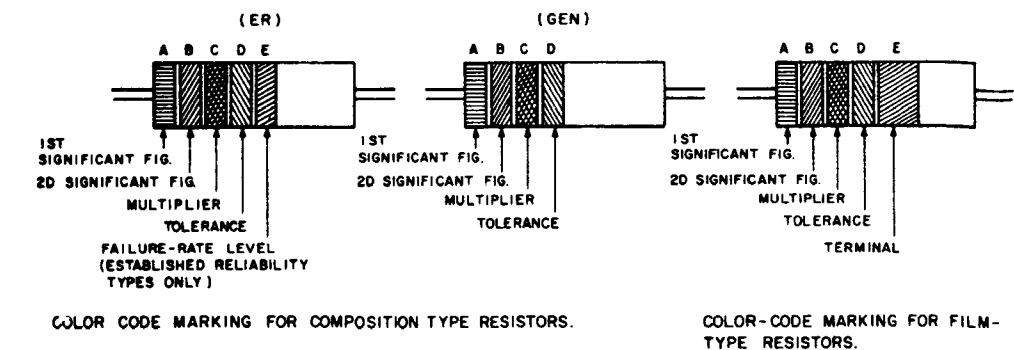 (ER)
A B C D E
1ST
SIGNIFICANT FIG.
2D SIGNIFICANT FIG.
MULTIPLIER
TOLERANCE
FAILURE-RATE LEVEL
(ESTABLISHED RELIABILITY
TYPES ONLY)
(GEN)
A B C D
1ST
SIGNIFICANT FIG.
2D SIGNIFICANT FIG.
MULTIPLIER
TOLERANCE
COLOR CODE MARKING FOR COMPOSITION TYPE RESISTORS.
A B C D E
1ST
SIGNIFICANT FIG.
2D SIGNIFICANT FIG.
MULTIPLIER
TOLERANCE
TERMINAL
COLOR-CODE MARKING FOR FILM-
TYPE RESISTORS.